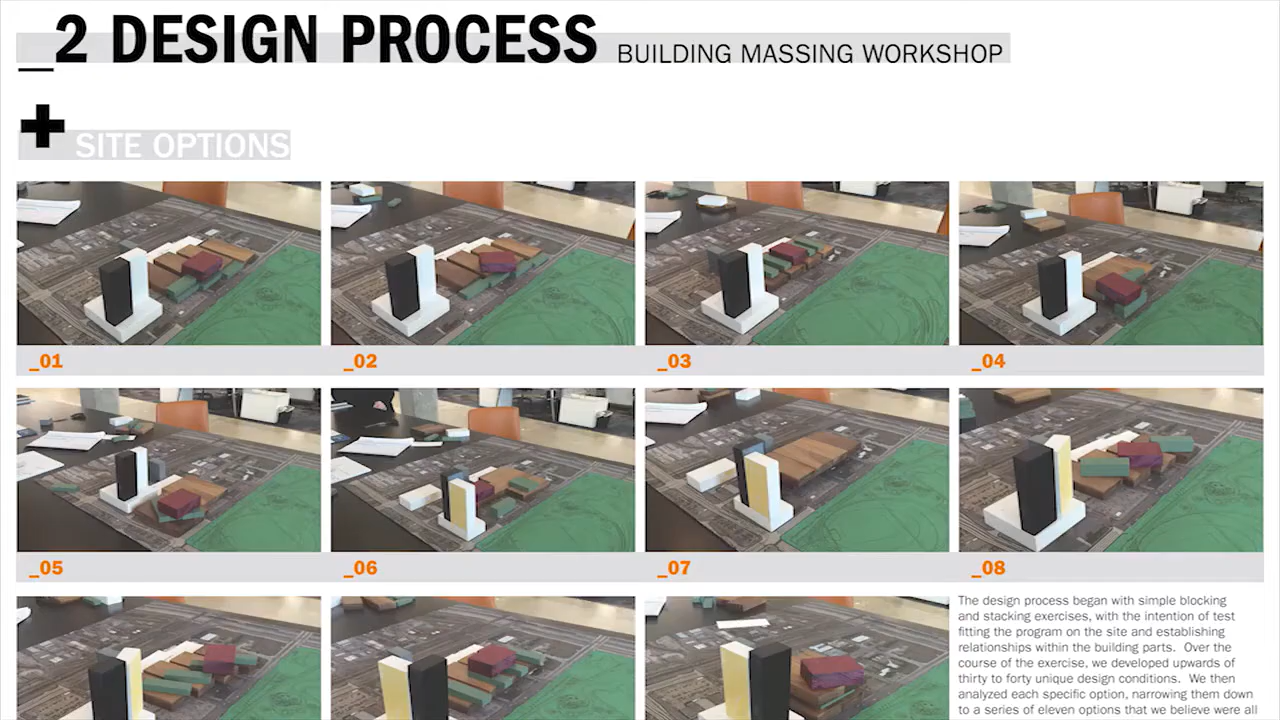 _2 DESIGN PROCESS BUILDING MASSING WORKSHOP
+ SITE OPTIONS
_01
_02
_03
_04
_05
_06
_07
_08
The design process began with simple blocking
and stacking exercises, with the intention of test
fitting the program on the site and establishing
relationships within the building parts. Over the
course of the exercise, we developed upwards of
thirty to forty unique design conditions. We then
analyzed each specific option, narrowing them down
to a series of eleven options that we believe were all